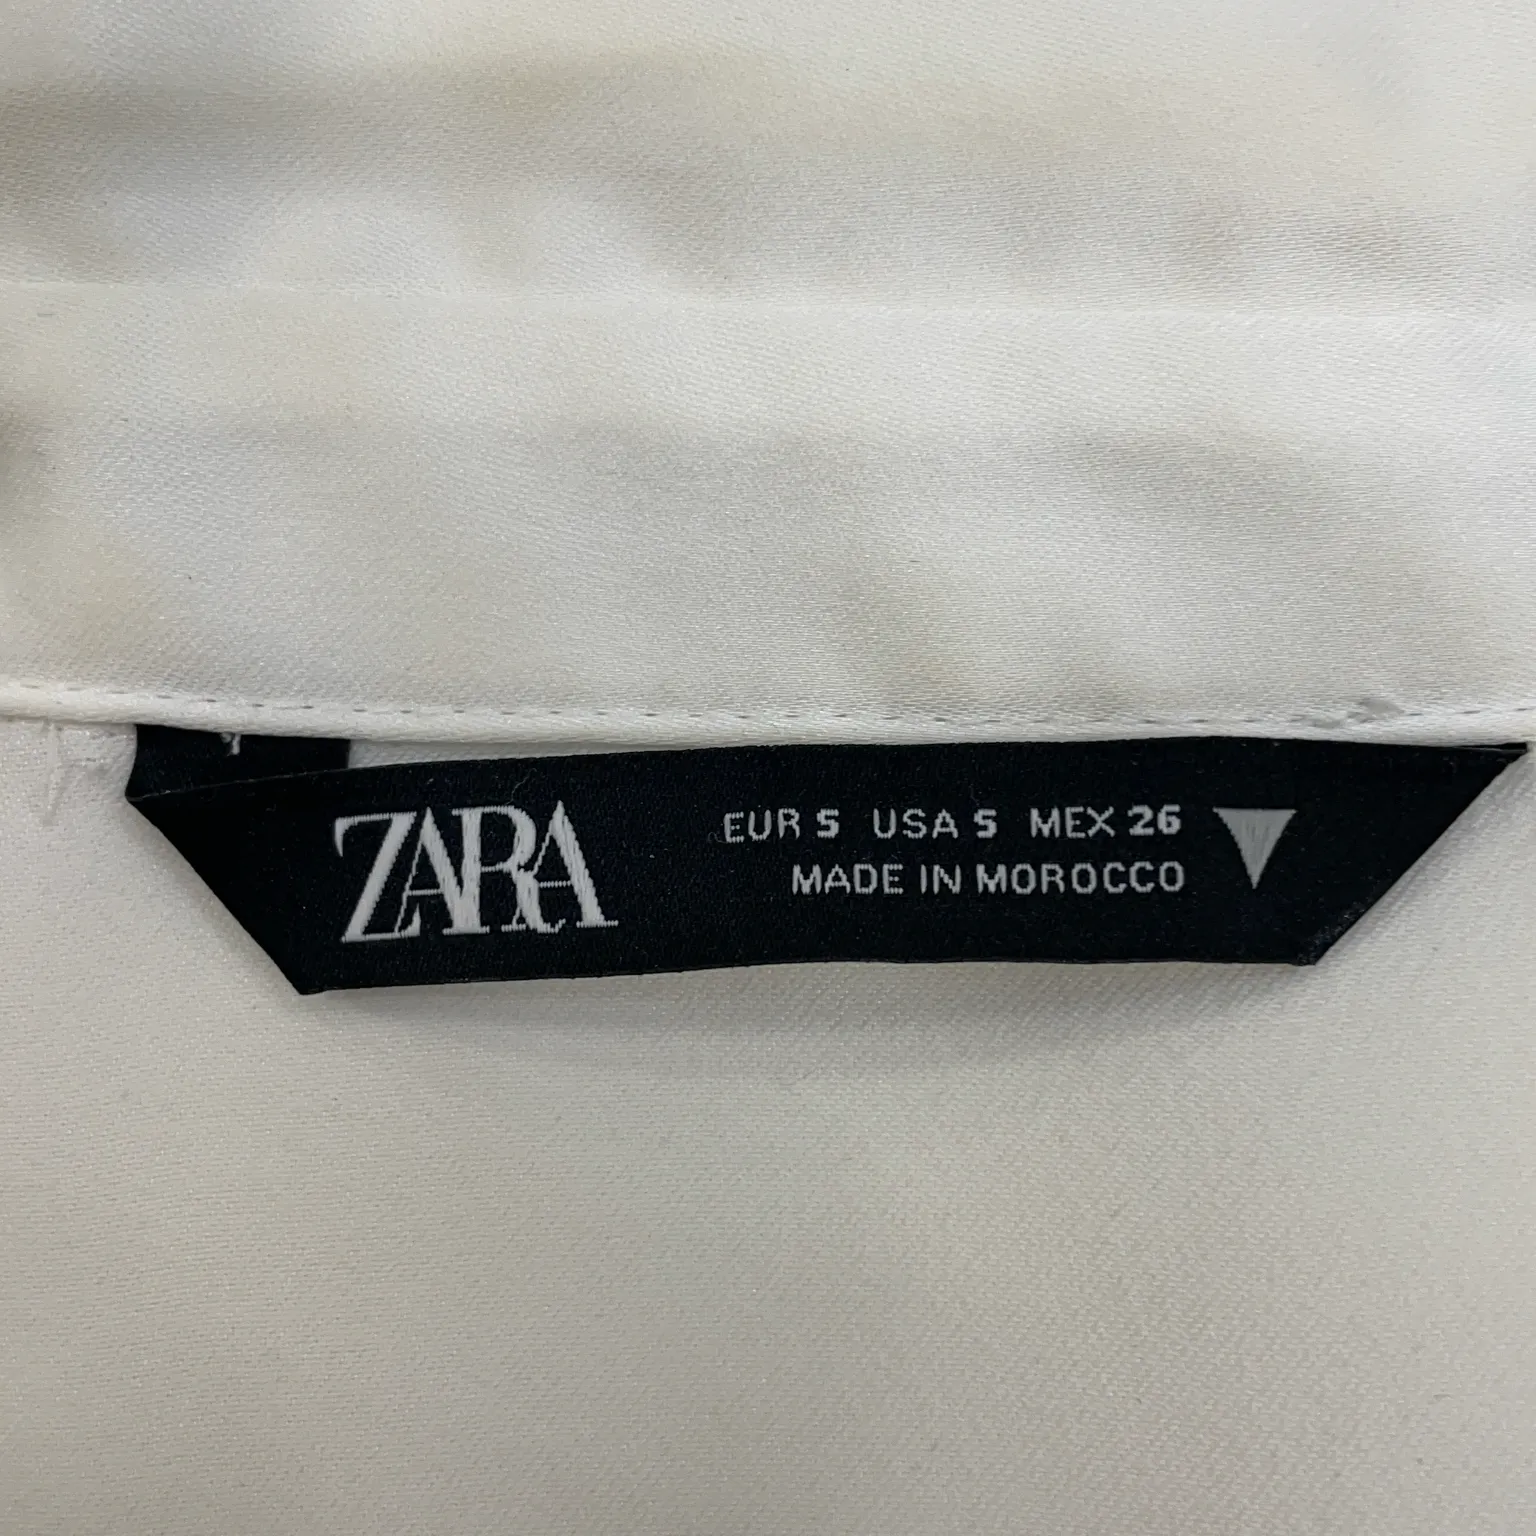 ZARA
EUR S USA S MEX 26
MADE IN MOROCCO